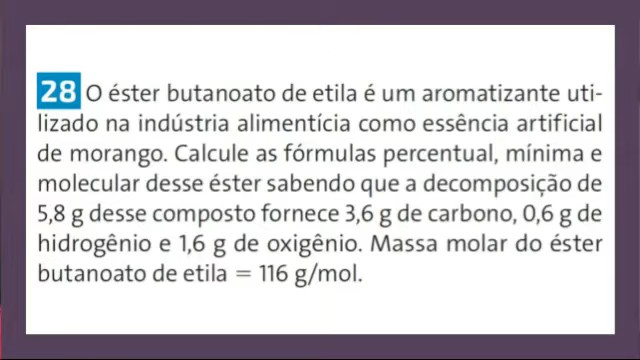 28 O éster butanoato de etila é um aromatizante uti-
lizado na indústria alimentícia como essência artificial
de morango. Calcule as fórmulas percentual, mínima e
molecular desse éster sabendo que a decomposição de
5,8 g desse composto fornece 3,6 g de carbono, 0,6 g de
hidrogênio e 1,6 g de oxigênio. Massa molar do éster
butanoato de etila = 116 g/mol.